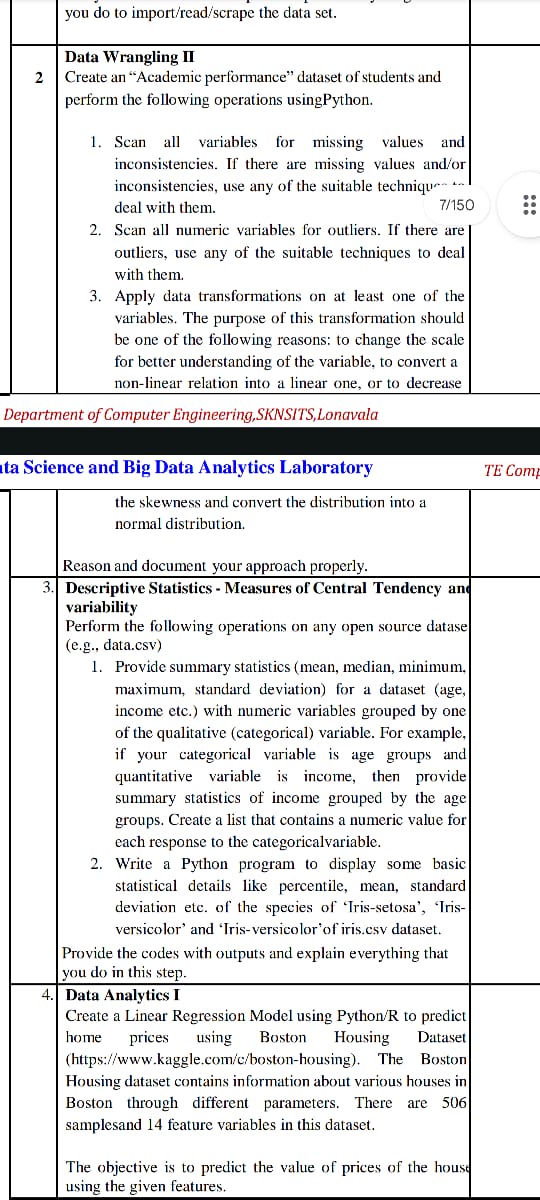 you do to import/read/scrape the data set.
Data Wrangling II
2 Create an “Academic performance” dataset of students and
perform the following operations usingPython.
1. Scan all variables for missing values and
inconsistencies. If there are missing values and/or
inconsistencies, use any of the suitable
deal with them.
7/150
2. Scan all numeric variables for outliers. If there are
outliers, use any of the suitable techniques to deal
with them.
3. Apply data transformations on at least one of the
variables. The purpose of this transformation should
be one of the following reasons: to change the scale
for better understanding of the variable, to convert a
non-linear relation into a linear one, or to decrease
Department of Computer Engineering,SKNSITS,Lonavala
ata Science and Big Data Analytics Laboratory TE Comp
the skewness and convert the distribution into a
normal distribution.
Reason and document your approach properly.
3. Descriptive Statistics - Measures of Central Tendency and
variability
Perform the following operations on any open source datase
(e.g., data.csv)
1. Provide summary statistics (mean, median, minimum,
maximum, standard deviation) for a dataset (age,
income etc.) with numeric variables grouped by one
of the qualitative (categorical) variable. For example,
if your categorical variable is age groups and
quantitative variable is income, then provide
summary statistics of income grouped by the age
groups. Create a list that contains a numeric value for
each response to the categoricalvariable.
2. Write a Python program to display some basic
statistical details like percentile, mean, standard
deviation etc. of the species of ‘Iris-setosa’, ‘Iris-
versicolor’ and ‘Iris-versicolor’of iris.csv dataset.
Provide the codes with outputs and explain everything that
you do in this step.
4. Data Analytics I
Create a Linear Regression Model using Python/R to predict
home prices using Boston Housing Dataset
(https://www.kaggle.com/c/boston-housing). The Boston
Housing dataset contains information about various houses in
Boston through different parameters. There are 506
samplesand 14 feature variables in this dataset.
The objective is to predict the value of prices of the house
using the given features.